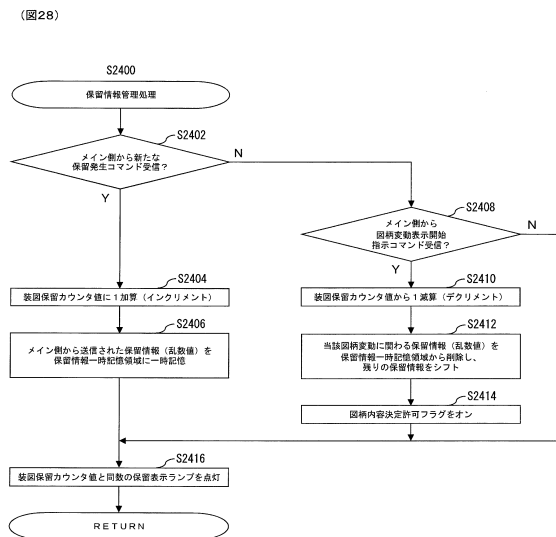 （図28）
S2400
保留情報管理処理
S2402
メイン側から新たな
保留発生コマンド受信？
N
Y
S2408
メイン側から
図柄変動表示開始
指示コマンド受信？
N
Y
S2404
装図保留カウンタ値に１加算（インクリメント）
S2410
装図保留カウンタ値から１減算（デクリメント）
S2406
メイン側から送信された保留情報（乱数値）を
保留情報一時記憶領域に一時記憶
S2412
当該図柄変動に関わる保留情報（乱数値）を
保留情報一時記憶領域から削除し、
残りの保留情報をシフト
S2414
図柄内容決定許可フラグをオン
S2416
装図保留カウンタ値と同数の保留表示ランプを点灯
ＲＥＴＵＲＮ